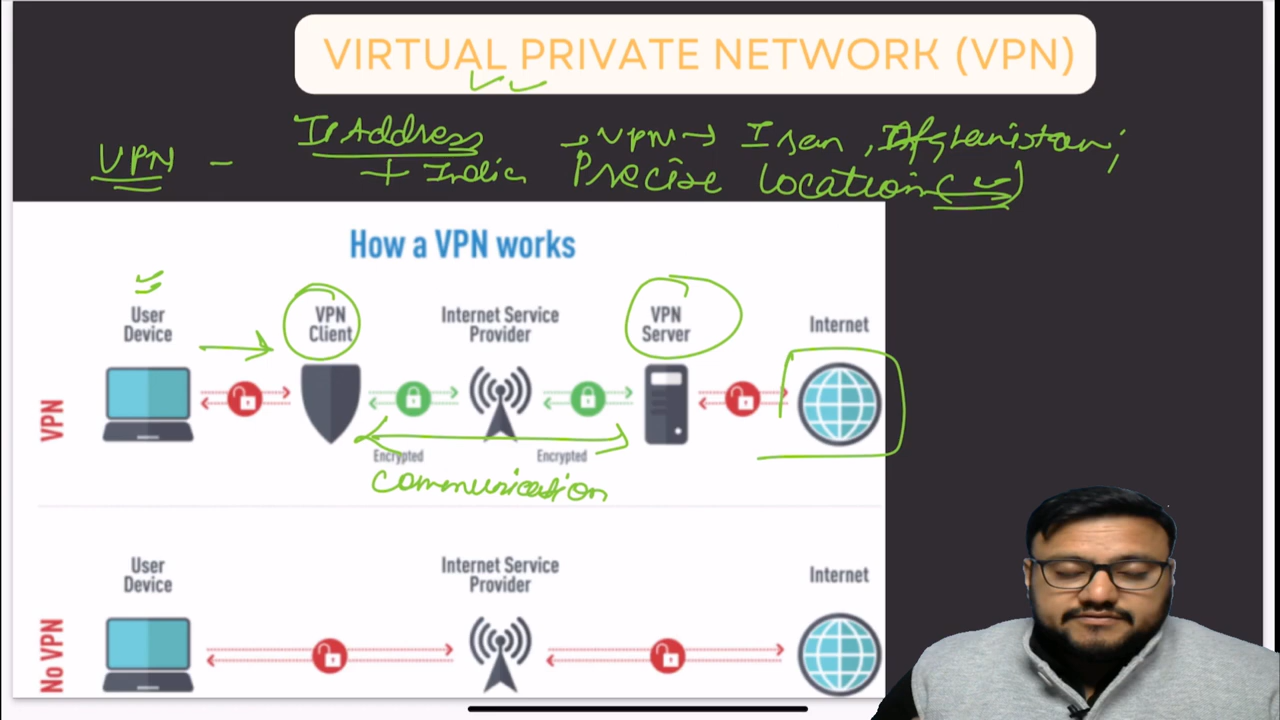 VIRTUAL PRIVATE NETWORK (VPN)
VPN - IP Address → VPN → Iran, Afghanistan,
+ India Precise Location
How a VPN works
User Device
VPN Client
Internet Service Provider
VPN Server
Internet
VPN
Encrypted
Encrypted
Communication
User Device
Internet Service Provider
Internet
No VPN